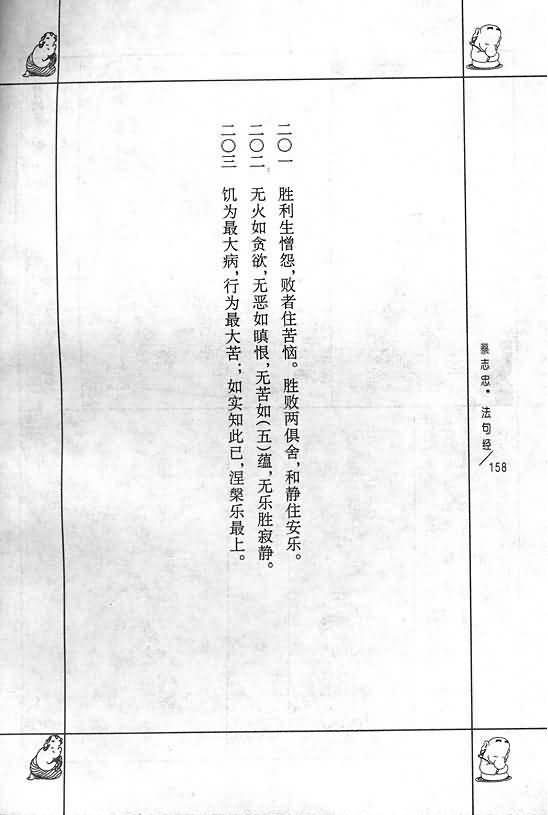 二〇一 胜利生憎怨,败者住苦恼。胜败两俱舍,和静住安乐。
二〇二 无火如贪欲,无恶如瞋恨,无苦如(五)蕴,无乐胜寂静。
二〇三 饥为最大病,行为最大苦;如实知此已,涅槃乐最上。
蔡志忠·法句经/158